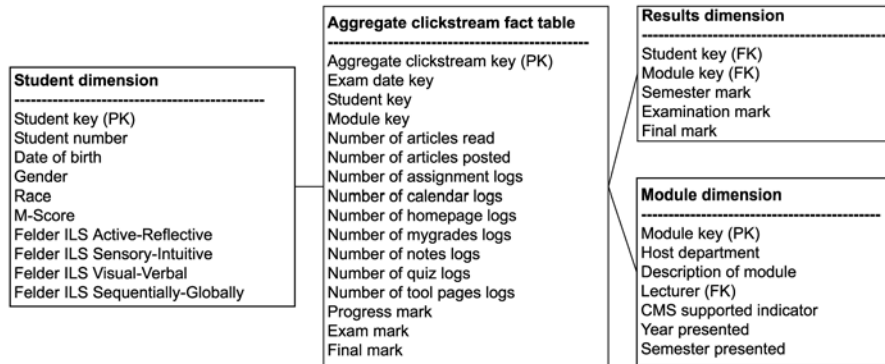 Student dimension
Student key (PK)
Student number
Date of birth
Gender
Race
M-Score
Felder ILS Active-Reflective
Felder ILS Sensory-Intuitive
Felder ILS Visual-Verbal
Felder ILS Sequentially-Globally
Aggregate clickstream fact table
Aggregate clickstream key (PK)
Exam date key
Student key
Module key
Number of articles read
Number of articles posted
Number of assignment logs
Number of calendar logs
Number of homepage logs
Number of mygrades logs
Number of notes logs
Number of quiz logs
Number of tool pages logs
Progress mark
Exam mark
Final mark
Results dimension
Student key (FK)
Module key (FK)
Semester mark
Examination mark
Final mark
Module dimension
Module key (PK)
Host department
Description of module
Lecturer (FK)
CMS supported indicator
Year presented
Semester presented